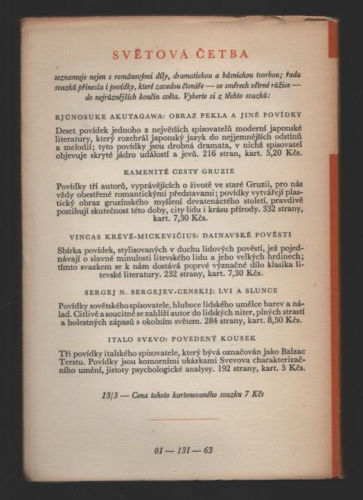 SVĚTOVÁ ČETBA
seznamuje nejen s románovými díly, dramatickou a básnickou tvorbou; řada
svazků přinesla i povídky, které zavedou čtenáře — ve směrech větrné růžice —
do nejrůznějších končin světa. Vyberte si z těchto svazků:
RJÚNOSUKE AKUTAGAWA: OBRAZ PEKLA A JINÉ POVÍDKY
Deset povídek jednoho z největších spisovatelů moderní japonské
literatury, který rozehrál japonský jazyk do nejjemnějších odstínů
a melodií; tyto povídky jsou drobná dramata, v nichž spisovatel
objevuje skryté jádro událostí a jevů. 216 stran, kart. 5,20 Kčs.
KAMENITÉ CESTY GRUZIE
Povídky tří autorů, vyprávějících o životě ve staré Gruzii, pro nás
vždy obestřené romantickými představami; povídky vytvářejí plas-
tický obraz gruzínského myšlení devatenáctého století, pravdivě
postihují skutečnost této doby, city lidu i krásu přírody. 332 strany,
kart. 7,30 Kčs.
VINCAS KRÉVÉ-MICKEVIČIUS: DAINAVSKÉ POVĚSTI
Sbírka povídek, stylisovaných v duchu lidových pověstí, jež pojed-
návají o slavné minulosti litevského lidu a jeho velkých hrdinech;
tímto svazkem se k nám dostává poprvé význačné dílo klasika li-
tevské literatury. 232 strany, kart. 7,30 Kčs.
SERGEJ N. SERGEJEV-CENSKIJ: LVI A SLUNCE
Povídky sovětského spisovatele, hluboce lidského umělce barev a ná-
lad. Citlivě a soucitně se zahlíží autor do lidských niter, plných strastí
a bolestných zápasů s okolním světem. 284 strany, kart. 8,50 Kčs.
ITALO SVEVO: POVEDENÝ KOUSEK
Tři povídky italského spisovatele, který bývá označován jako Balzac
Terstu. Povídky jsou komorními ukázkami Svevova charakterizač-
ního umění, jistoty psychologické analysy. 192 stran, kart. 5 Kčs.
13/3 — Cena tohoto kartonovaného svazku 7 Kčs
01 — 131 — 63